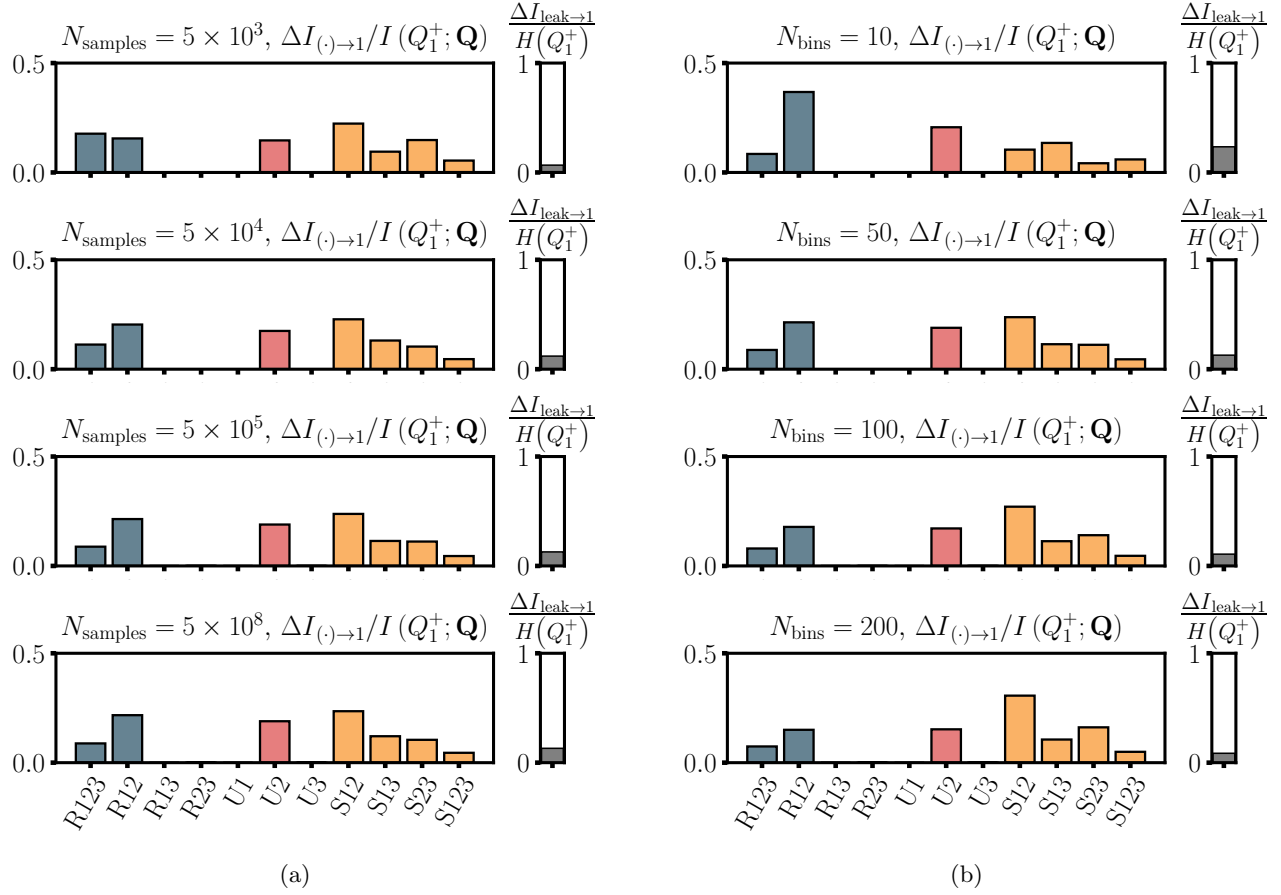 N_samples = 5 × 10^3, ΔI_(·)→1/I (Q_1^+; Q)
ΔI_leak→1
H(Q_1^+)
0.5
0.0
1
0
N_samples = 5 × 10^4, ΔI_(·)→1/I (Q_1^+; Q)
ΔI_leak→1
H(Q_1^+)
0.5
0.0
1
0
N_samples = 5 × 10^5, ΔI_(·)→1/I (Q_1^+; Q)
ΔI_leak→1
H(Q_1^+)
0.5
0.0
1
0
N_samples = 5 × 10^8, ΔI_(·)→1/I (Q_1^+; Q)
ΔI_leak→1
H(Q_1^+)
0.5
0.0
1
0
R123
R12
R13
R23
U1
U2
U3
S12
S13
S23
S123
(a)
N_bins = 10, ΔI_(·)→1/I (Q_1^+; Q)
ΔI_leak→1
H(Q_1^+)
0.5
0.0
1
0
N_bins = 50, ΔI_(·)→1/I (Q_1^+; Q)
ΔI_leak→1
H(Q_1^+)
0.5
0.0
1
0
N_bins = 100, ΔI_(·)→1/I (Q_1^+; Q)
ΔI_leak→1
H(Q_1^+)
0.5
0.0
1
0
N_bins = 200, ΔI_(·)→1/I (Q_1^+; Q)
ΔI_leak→1
H(Q_1^+)
0.5
0.0
1
0
R123
R12
R13
R23
U1
U2
U3
S12
S13
S23
S123
(b)